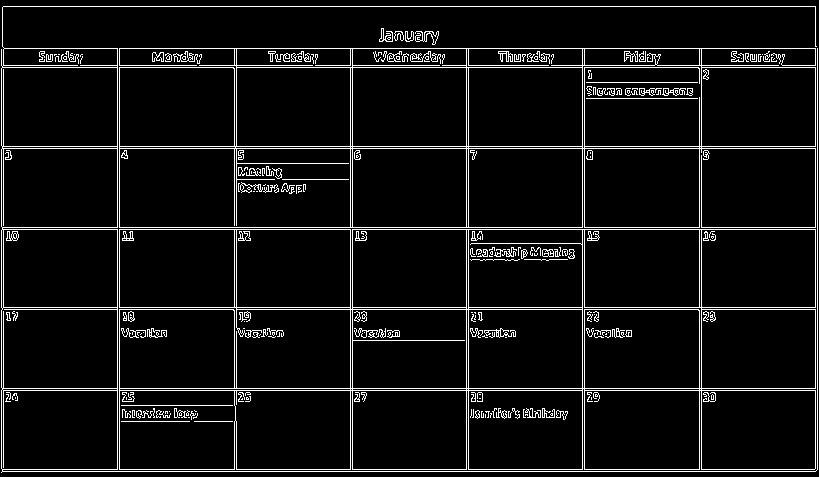 January
Sunday Monday Tuesday Wednesday Thursday Friday Saturday
1 2
Steven one-one-one
3 4 5 6 7 8 9
Meeting
Doctors Appt
10 11 12 13 14 15 16
Leadership Meeting
17 18 19 20 21 22 23
Vacation Vacation Vacation Vacation Vacation
24 25 26 27 28 29 30
Interview loop Jennifer's Birthday